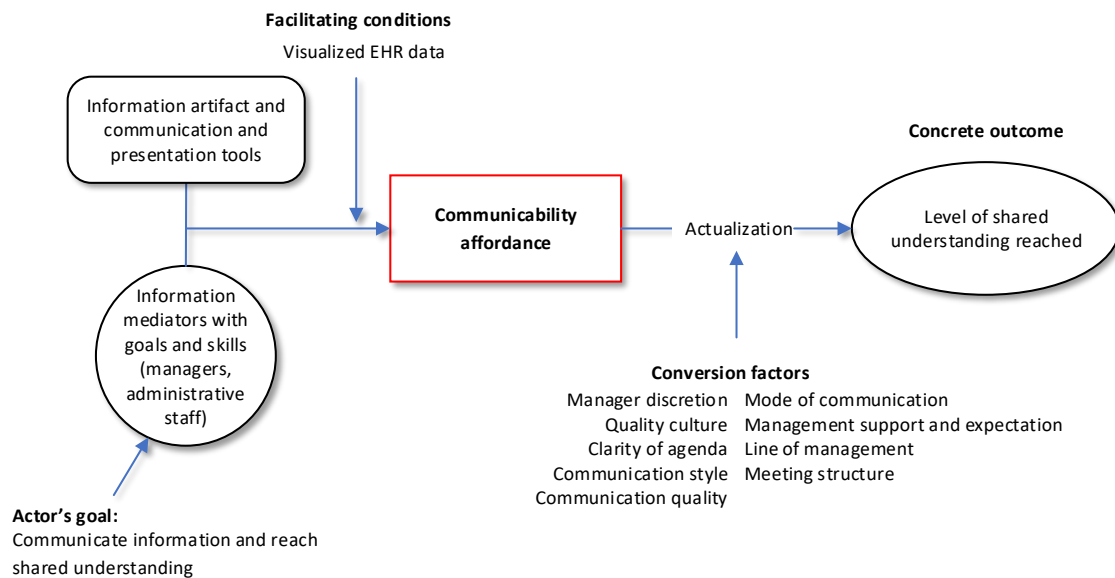 Facilitating conditions
Visualized EHR data
Information artifact and
communication and
presentation tools
Concrete outcome
Communicability
affordance
Actualization
Level of shared
understanding reached
Information
mediators with
goals and skills
(managers,
administrative
staff)
Conversion factors
Manager discretion
Quality culture
Clarity of agenda
Communication style
Communication quality
Mode of communication
Management support and expectation
Line of management
Meeting structure
Actor’s goal:
Communicate information and reach
shared understanding